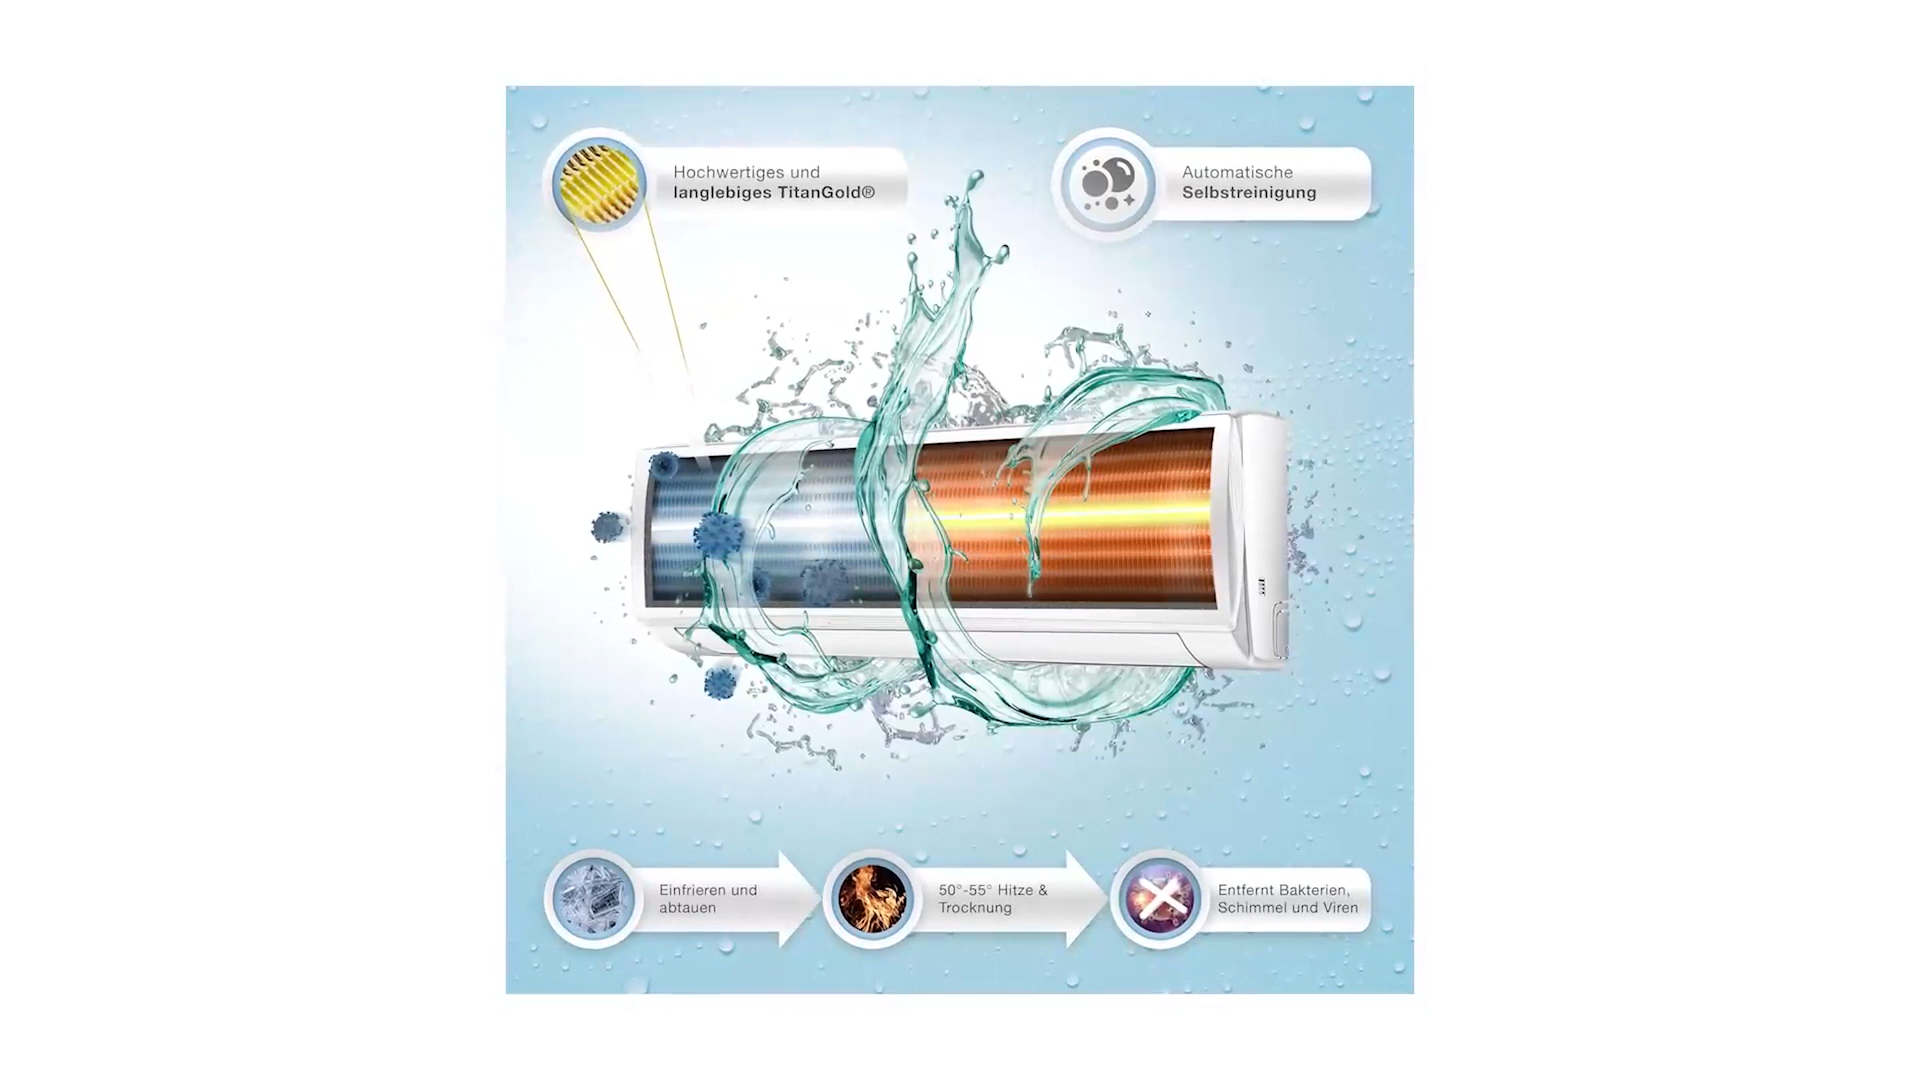 Hochwertiges und
langlebiges TitanGold®
Automatische
Selbstreinigung
Einfrieren und
abtauen
50°-55° Hitze &
Trocknung
Entfernt Bakterien,
Schimmel und Viren